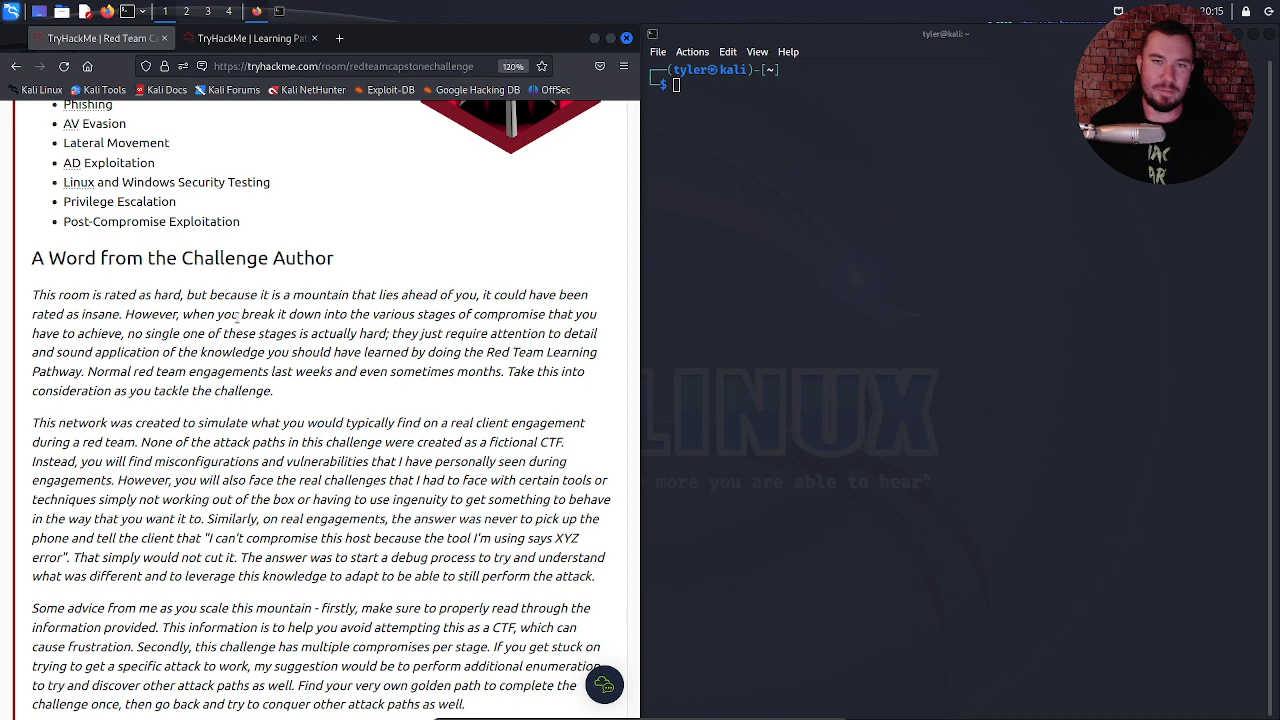 1
2
3
4
20:15
TryHackMe | Red Team C
TryHackMe | Learning Pat
tyler@kali: ~
https://tryhackme.com/room/redteamcapstonechallenge
120%
File Actions Edit View Help
(tyler㉿kali)-[~]
$
Kali Linux
Kali Tools
Kali Docs
Kali Forums
Kali NetHunter
Exploit-DB
Google Hacking DB
OffSec
Phishing
AV Evasion
Lateral Movement
AD Exploitation
Linux and Windows Security Testing
Privilege Escalation
Post-Compromise Exploitation
A Word from the Challenge Author
This room is rated as hard, but because it is a mountain that lies ahead of you, it could have been
rated as insane. However, when you break it down into the various stages of compromise that you
have to achieve, no single one of these stages is actually hard; they just require attention to detail
and sound application of the knowledge you should have learned by doing the Red Team Learning
Pathway. Normal red team engagements last weeks and even sometimes months. Take this into
consideration as you tackle the challenge.
This network was created to simulate what you would typically find on a real client engagement
during a red team. None of the attack paths in this challenge were created as a fictional CTF.
Instead, you will find misconfigurations and vulnerabilities that I have personally seen during
engagements. However, you will also face the real challenges that I had to face with certain tools or
techniques simply not working out of the box or having to use ingenuity to get something to behave
in the way that you want it to. Similarly, on real engagements, the answer was never to pick up the
phone and tell the client that "I can't compromise this host because the tool I'm using says XYZ
error". That simply would not cut it. The answer was to start a debug process to try and understand
what was different and to leverage this knowledge to adapt to be able to still perform the attack.
Some advice from me as you scale this mountain - firstly, make sure to properly read through the
information provided. This information is to help you avoid attempting this as a CTF, which can
cause frustration. Secondly, this challenge has multiple compromises per stage. If you get stuck on
trying to get a specific attack to work, my suggestion would be to perform additional enumeration
to try and discover other attack paths as well. Find your very own golden path to complete the
challenge once, then go back and try to conquer other attack paths as well.
LINUX
more you are able to hear"